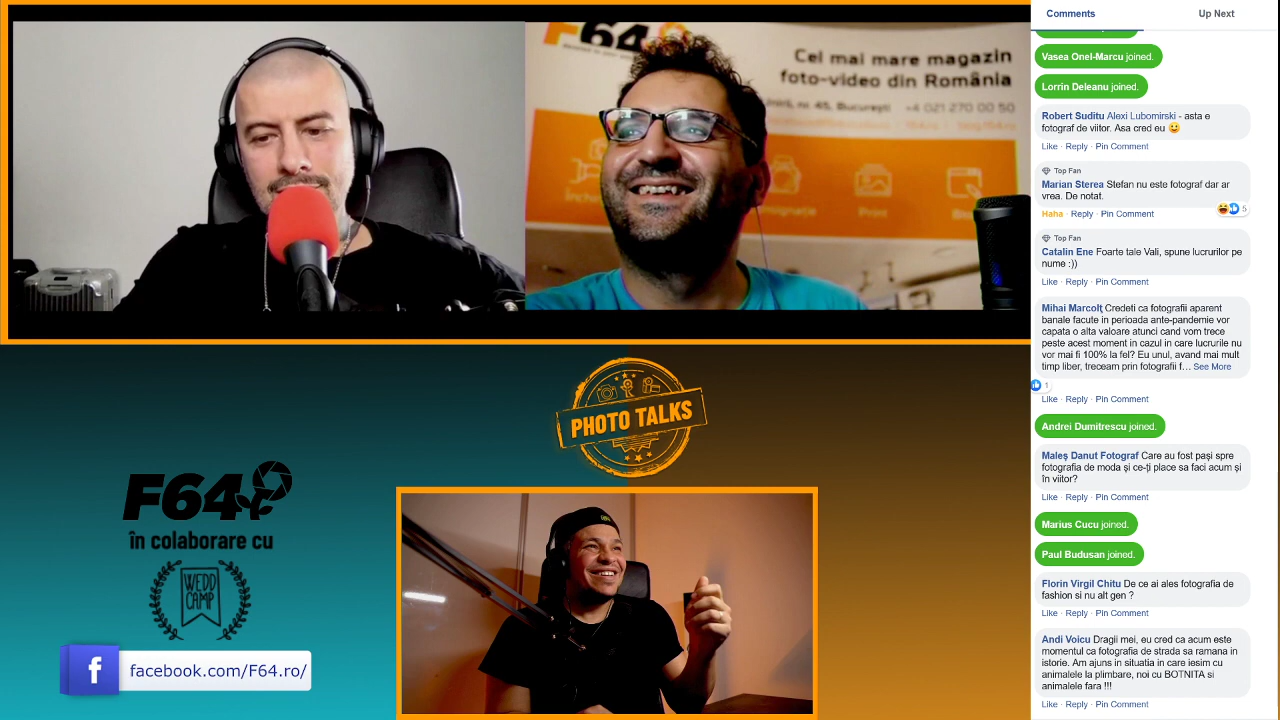 F64
Cel mai mare magazin
foto-video din România
nr. 45, București +4 021 270 00 50
Print
PHOTO TALKS
F64
în colaborare cu
WEDD
CAMP
f facebook.com/F64.ro/
Comments Up Next
Vasea Onel-Marcu joined.
Lorrin Deleanu joined.
Robert Suditu Alexi Lubomirski - asta e
fotograf de viitor. Asa cred eu 😉
Like · Reply · Pin Comment
Top Fan
Marian Sterea Stefan nu este fotograf dar ar
vrea. De notat.
Haha · Reply · Pin Comment 5
Top Fan
Catalin Ene Foarte tale Vali, spune lucrurilor pe
nume :))
Like · Reply · Pin Comment
Mihai Marcolț Credeti ca fotografii aparent
banale facute in perioada ante-pandemie vor
capata o alta valoare atunci cand vom trece
peste acest moment in cazul in care lucrurile nu
vor mai fi 100% la fel? Eu unul, avand mai mult
timp liber, treceam prin fotografii f... See More
1
Like · Reply · Pin Comment
Andrei Dumitrescu joined.
Maleș Danut Fotograf Care au fost pași spre
fotografia de moda și ce-ți place sa faci acum și
în viitor?
Like · Reply · Pin Comment
Marius Cucu joined.
Paul Budusan joined.
Florin Virgil Chitu De ce ai ales fotografia de
fashion si nu alt gen ?
Like · Reply · Pin Comment
Andi Voicu Dragii mei, eu cred ca acum este
momentul ca fotografia de strada sa ramana in
istorie. Am ajuns in situatia in care iesim cu
animalele la plimbare, noi cu BOTNITA si
animalele fara !!!
Like · Reply · Pin Comment